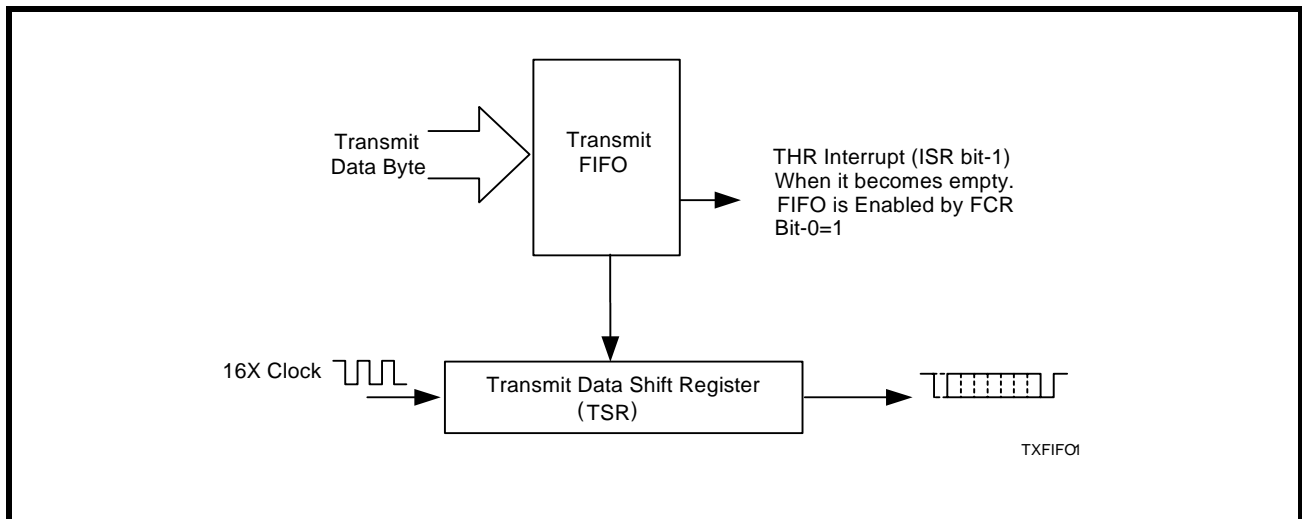 Transmit
Data Byte
Transmit
FIFO
THR Interrupt (ISR bit-1)
When it becomes empty.
FIFO is Enabled by FCR
Bit-0=1
16X Clock
Transmit Data Shift Register
(TSR)
TXFIFO1